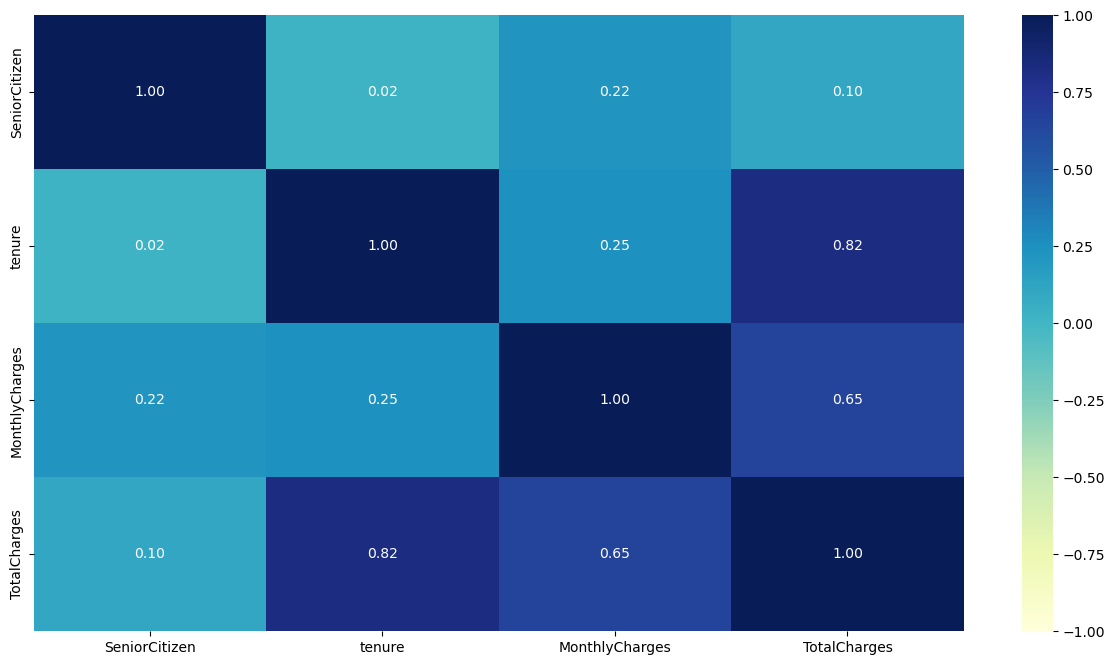 SeniorCitizen 1.00 0.02 0.22 0.10
tenure 0.02 1.00 0.25 0.82
MonthlyCharges 0.22 0.25 1.00 0.65
TotalCharges 0.10 0.82 0.65 1.00
SeniorCitizen tenure MonthlyCharges TotalCharges
1.00
0.75
0.50
0.25
0.00
−0.25
−0.50
−0.75
−1.00